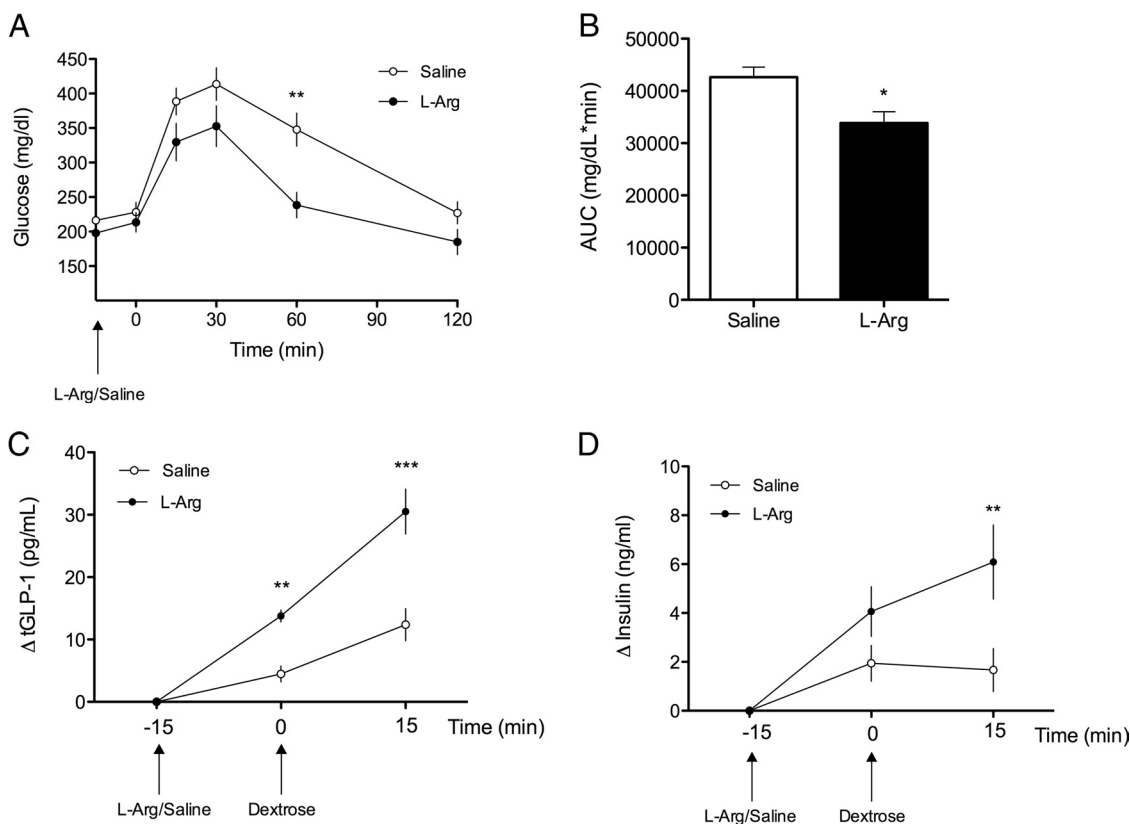 A
Glucose (mg/dl)
450
400
350
300
250
200
150
Saline
L-Arg
**
0 30 60 90 120
Time (min)
L-Arg/Saline
B
AUC (mg/dL*min)
50000
40000
30000
20000
10000
0
*
Saline L-Arg
C
Δ tGLP-1 (pg/mL)
40
30
20
10
0
Saline
L-Arg
**
***
-15 0 15 Time (min)
L-Arg/Saline Dextrose
D
Δ Insulin (ng/ml)
10
8
6
4
2
0
Saline
L-Arg
**
-15 0 15 Time (min)
L-Arg/Saline Dextrose